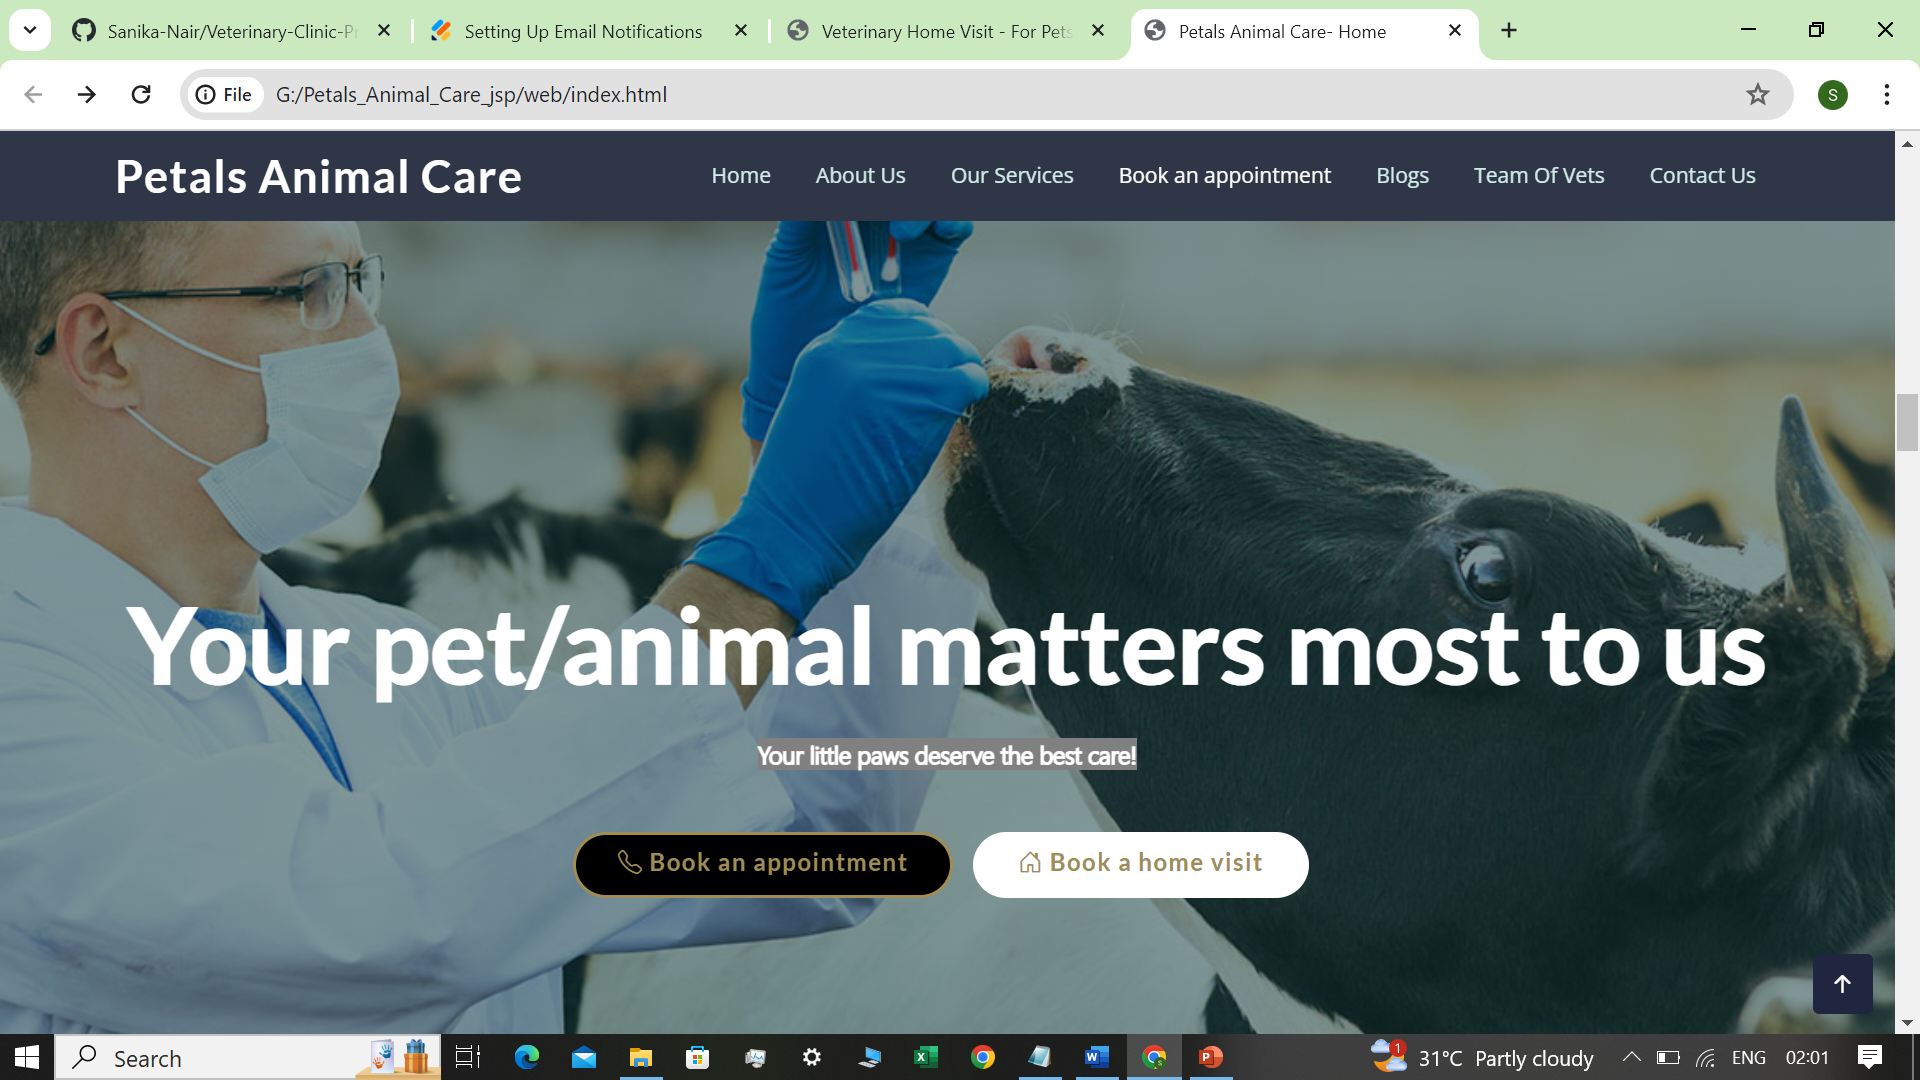 Sanika-Nair/Veterinary-Clinic-Pr
Setting Up Email Notifications
Veterinary Home Visit - For Pets
Petals Animal Care- Home
File
G:/Petals_Animal_Care_jsp/web/index.html
S
Petals Animal Care
Home
About Us
Our Services
Book an appointment
Blogs
Team Of Vets
Contact Us
Your pet/animal matters most to us
Your little paws deserve the best care!
Book an appointment
Book a home visit
Search
1
31°C Partly cloudy
ENG
02:01